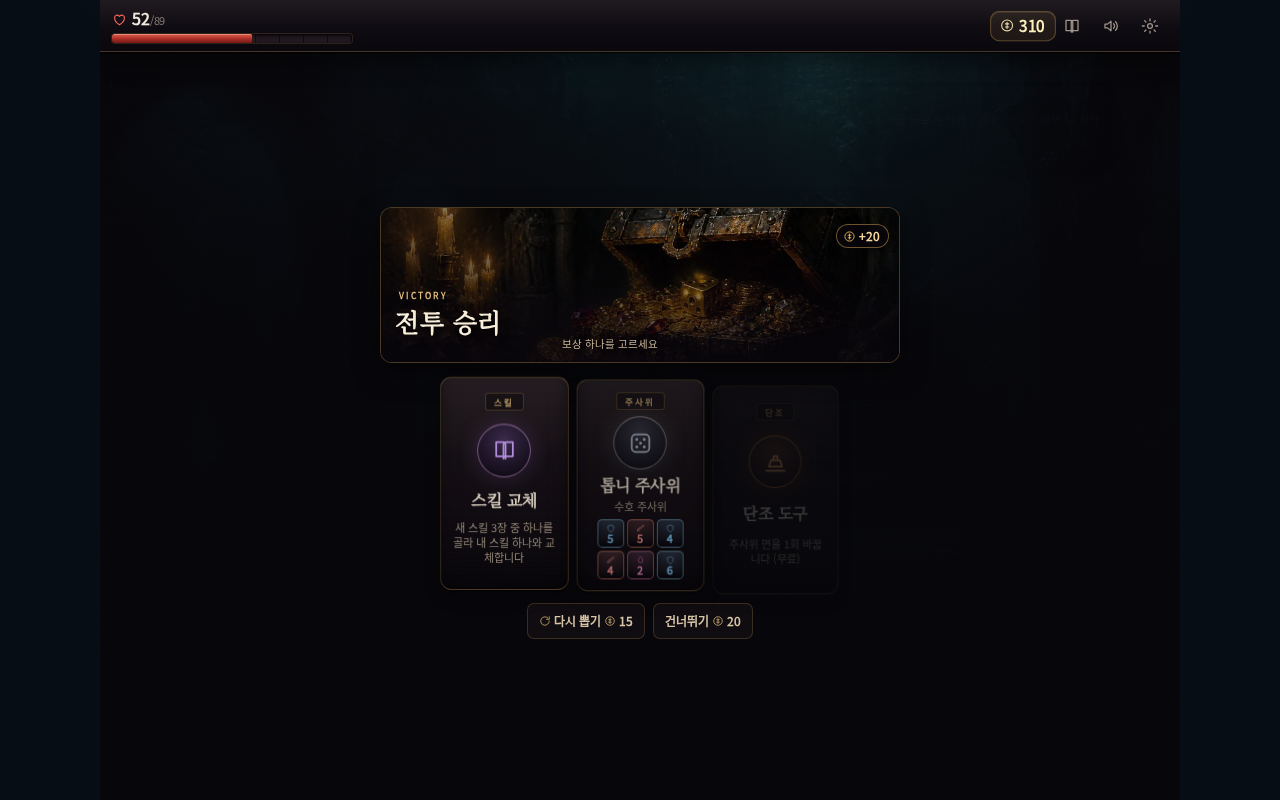 52/89
310
+20
VICTORY
전투 승리
보상 하나를 고르세요
스킬
스킬 교체
새 스킬 3장 중 하나를
골라 내 스킬 하나와 교
체합니다
주사위
톱니 주사위
수호 주사위
5 5 4
4 2 6
단조
단조 도구
주사위 면을 1회 바꿉
니다 (무료)
다시 뽑기 15
건너뛰기 20